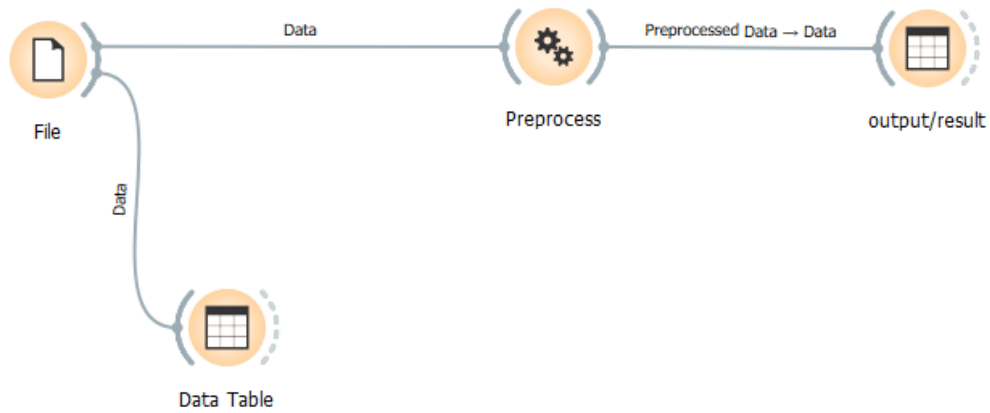 Data
Preprocessed Data → Data
File
Preprocess
output/result
Data
Data Table